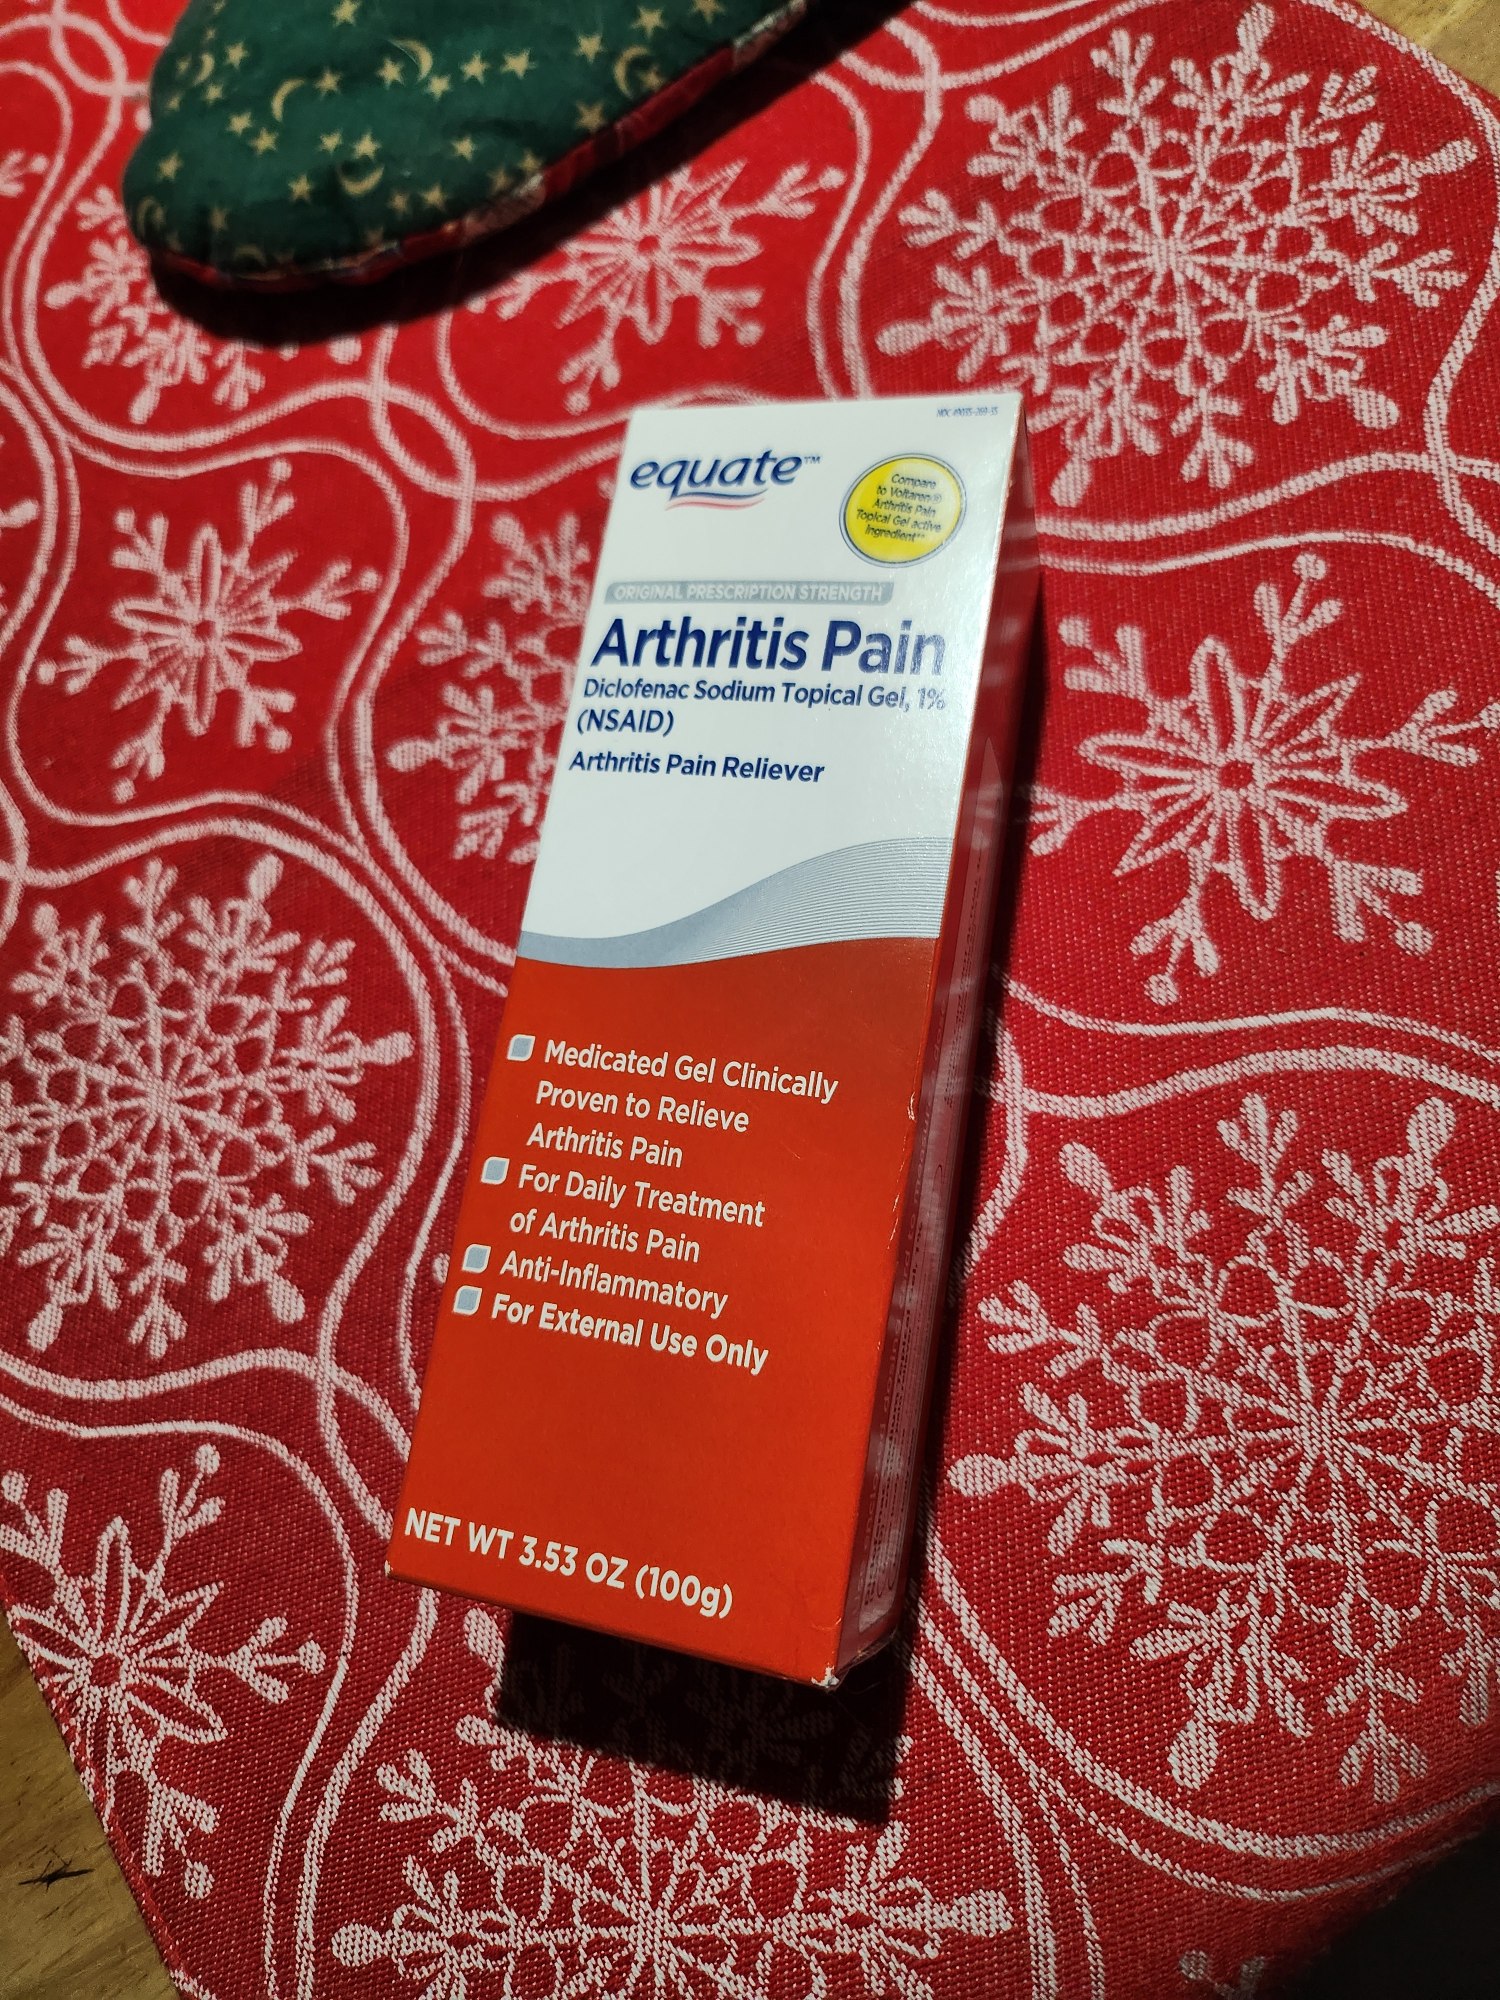 equate™
Compare
to Voltaren®
Arthritis Pain
Topical Gel active
ingredient**
ORIGINAL PRESCRIPTION STRENGTH
Arthritis Pain
Diclofenac Sodium Topical Gel, 1%
(NSAID)
Arthritis Pain Reliever
Medicated Gel Clinically
Proven to Relieve
Arthritis Pain
For Daily Treatment
of Arthritis Pain
Anti-Inflammatory
For External Use Only
NET WT 3.53 OZ (100g)